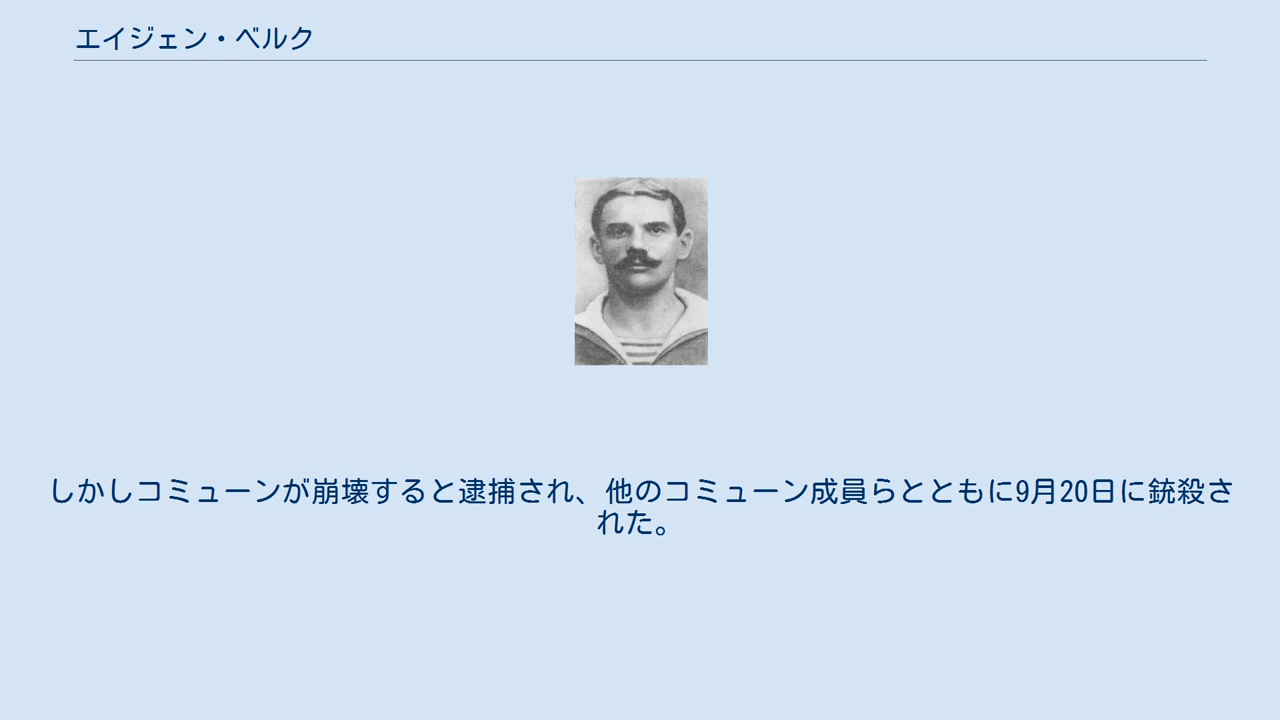 エイジェン・ベルク
しかしコミューンが崩壊すると逮捕され、他のコミューン成員らとともに9月20日に銃殺さ
れた。